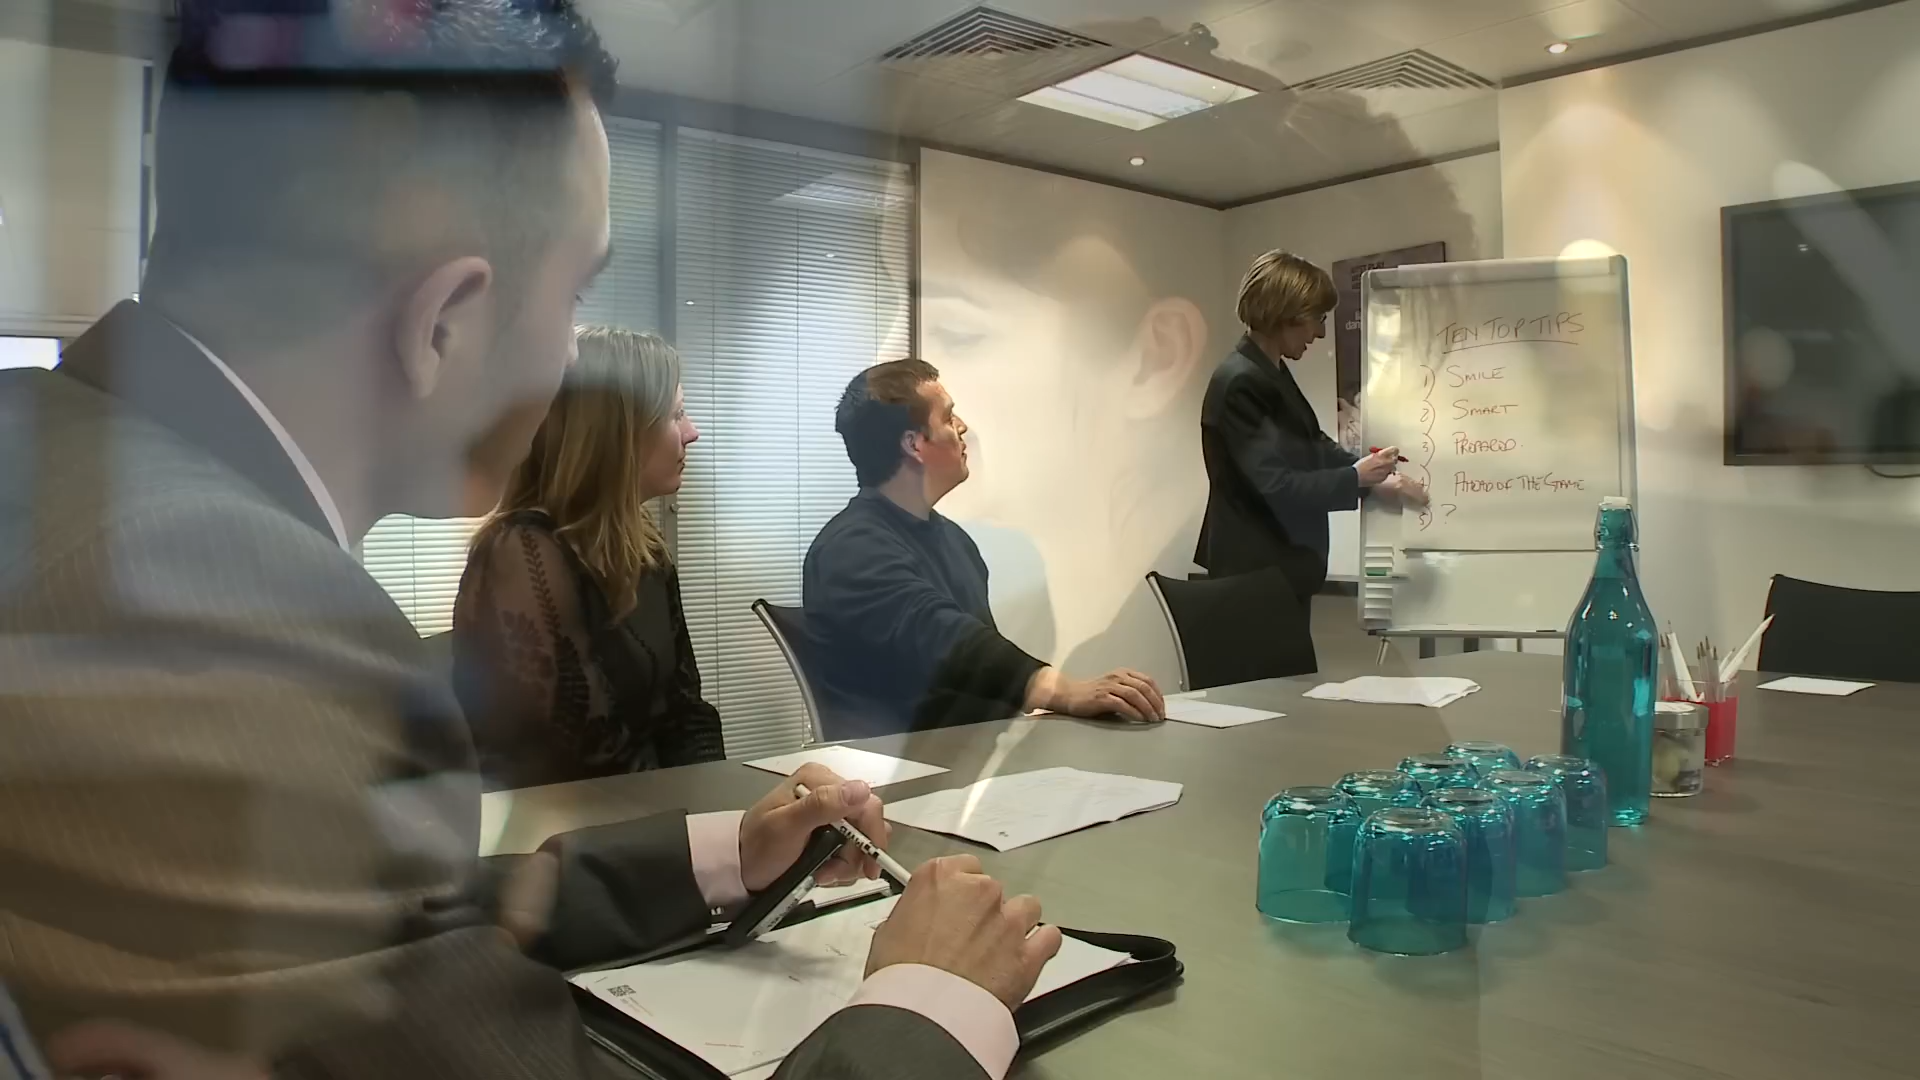 TEN TOP TIPS
1) SMILE
2) SMART
3) PREPARED.
4) AHEAD OF THE GAME
5) ?